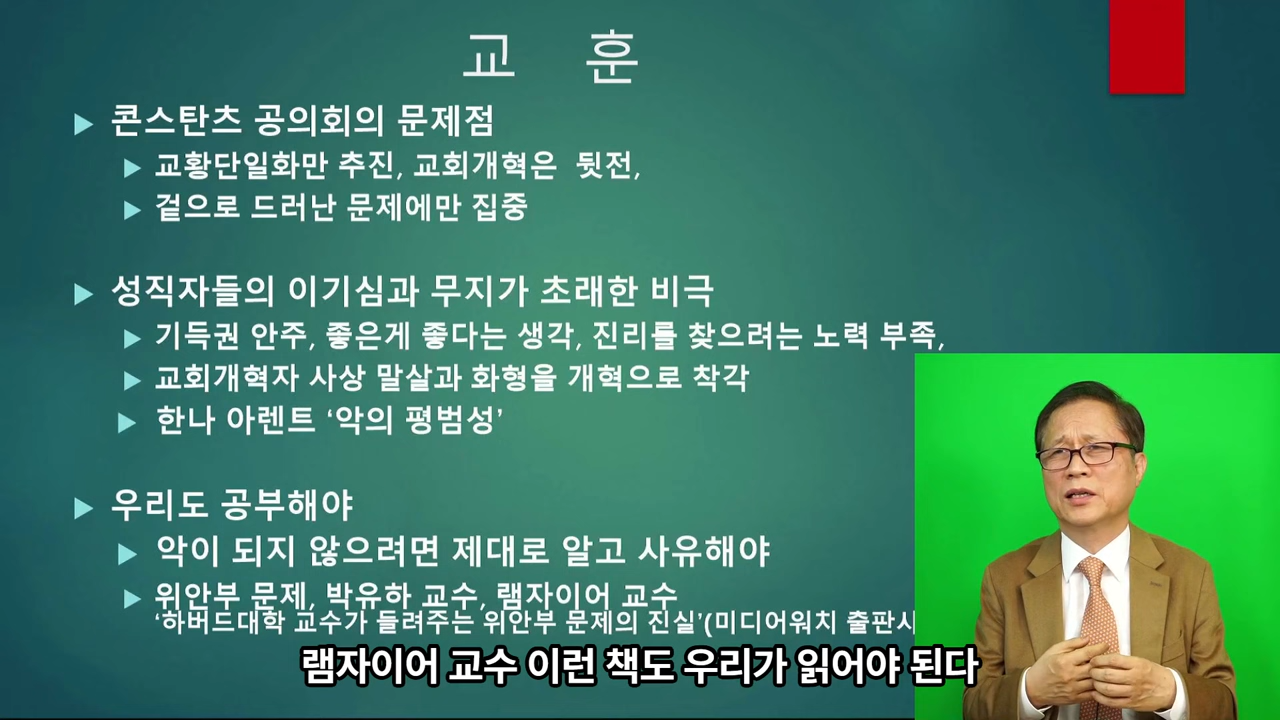 교 훈
콘스탄츠 공의회의 문제점
교황단일화만 추진, 교회개혁은 뒷전,
겉으로 드러난 문제에만 집중
성직자들의 이기심과 무지가 초래한 비극
기득권 안주, 좋은게 좋다는 생각, 진리를 찾으려는 노력 부족,
교회개혁자 사상 말살과 화형을 개혁으로 착각
한나 아렌트 ‘악의 평범성’
우리도 공부해야
악이 되지 않으려면 제대로 알고 사유해야
위안부 문제, 박유하 교수, 램자이어 교수
‘하버드대학 교수가 들려주는 위안부 문제의 진실’(미디어워치 출판사
램자이어 교수 이런 책도 우리가 읽어야 된다